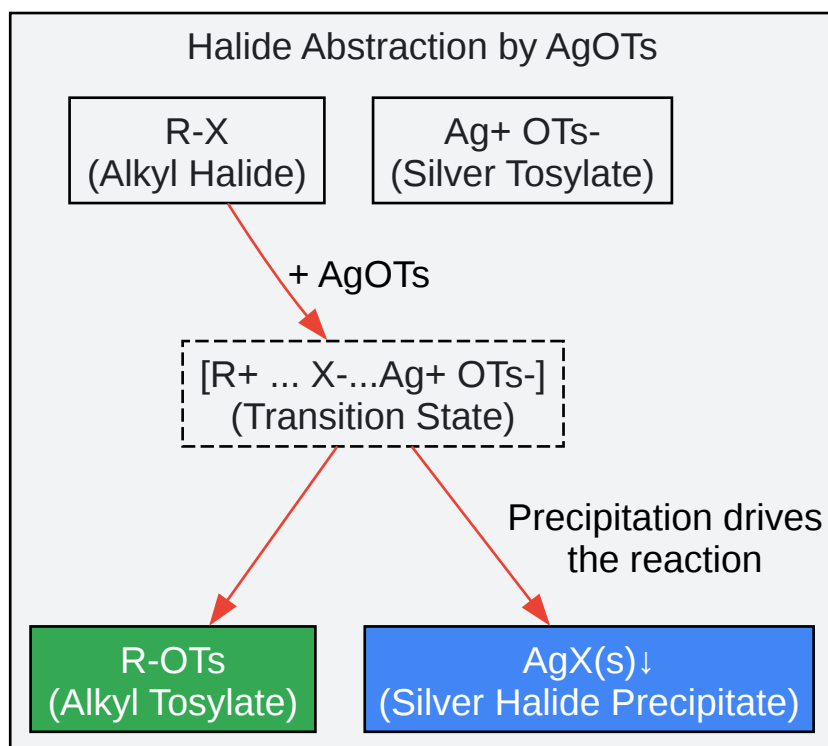 Halide Abstraction by AgOTs
R-X
(Alkyl Halide)
Ag+ OTs-
(Silver Tosylate)
+ AgOTs
[R+ ... X-...Ag+ OTs-]
(Transition State)
Precipitation drives
the reaction
R-OTs
(Alkyl Tosylate)
AgX(s)↓
(Silver Halide Precipitate)